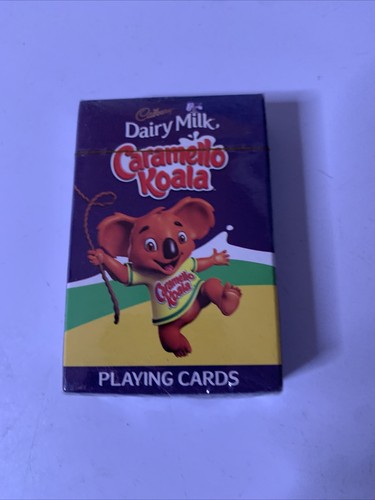 Cadbury
Dairy Milk
Caramello
Koala
Caramello
Koala
PLAYING CARDS